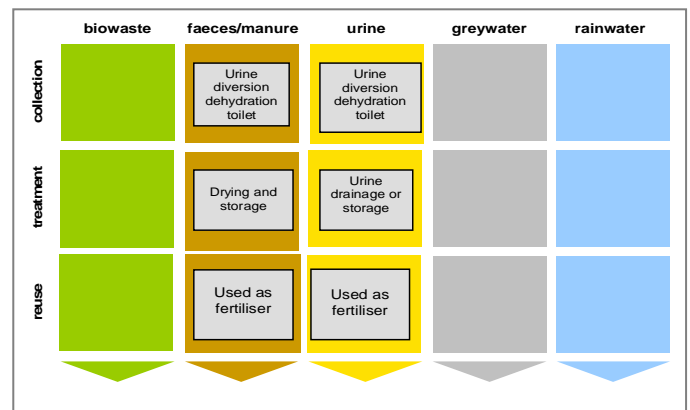 biowaste faeces/manure urine greywater rainwater
collection
Urine
diversion
dehydration
toilet
Urine
diversion
dehydration
toilet
treatment
Drying and
storage
Urine
drainage or
storage
reuse
Used as
fertiliser
Used as
fertiliser